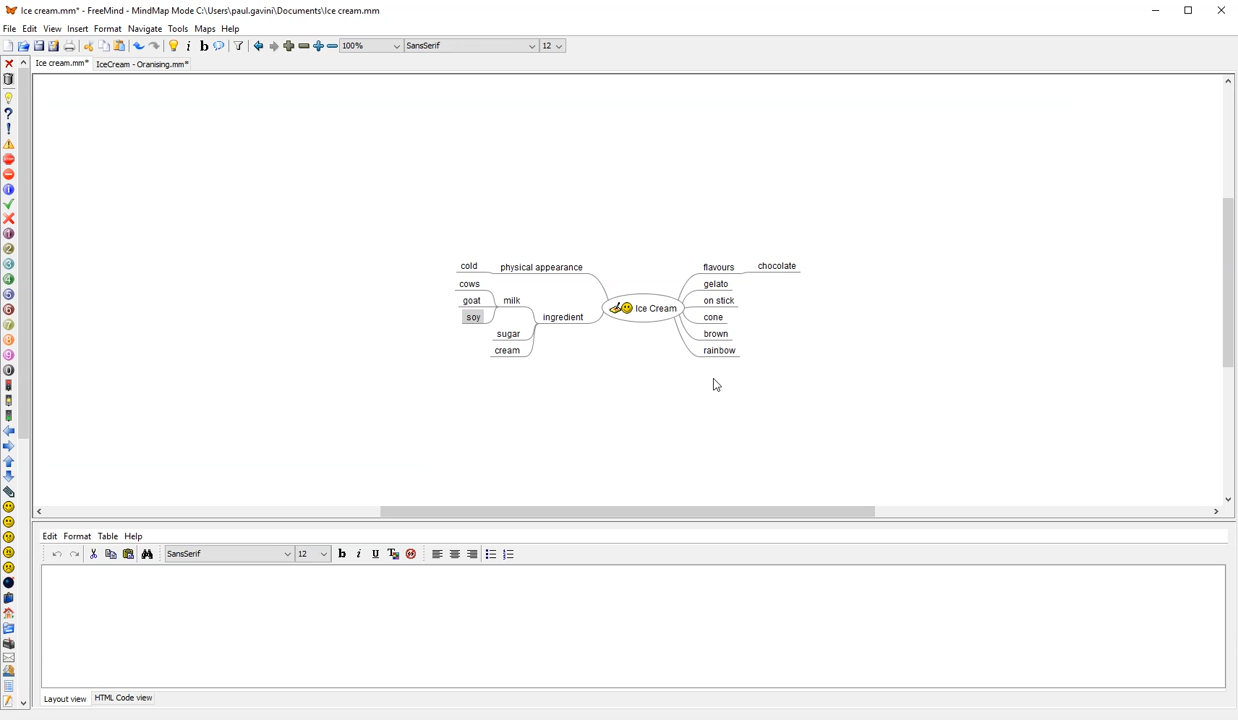 Ice cream.mm* - FreeMind - MindMap Mode C:\Users\paul.gavini\Documents\Ice cream.mm
File Edit View Insert Format Navigate Tools Maps Help
100% SansSerif 12
Ice cream.mm* IceCream - Oranising.mm*
cold physical appearance flavours chocolate
cows gelato
goat milk on stick
Ice Cream
soy ingredient cone
sugar brown
cream rainbow
Edit Format Table Help
SansSerif 12
Layout view HTML Code view